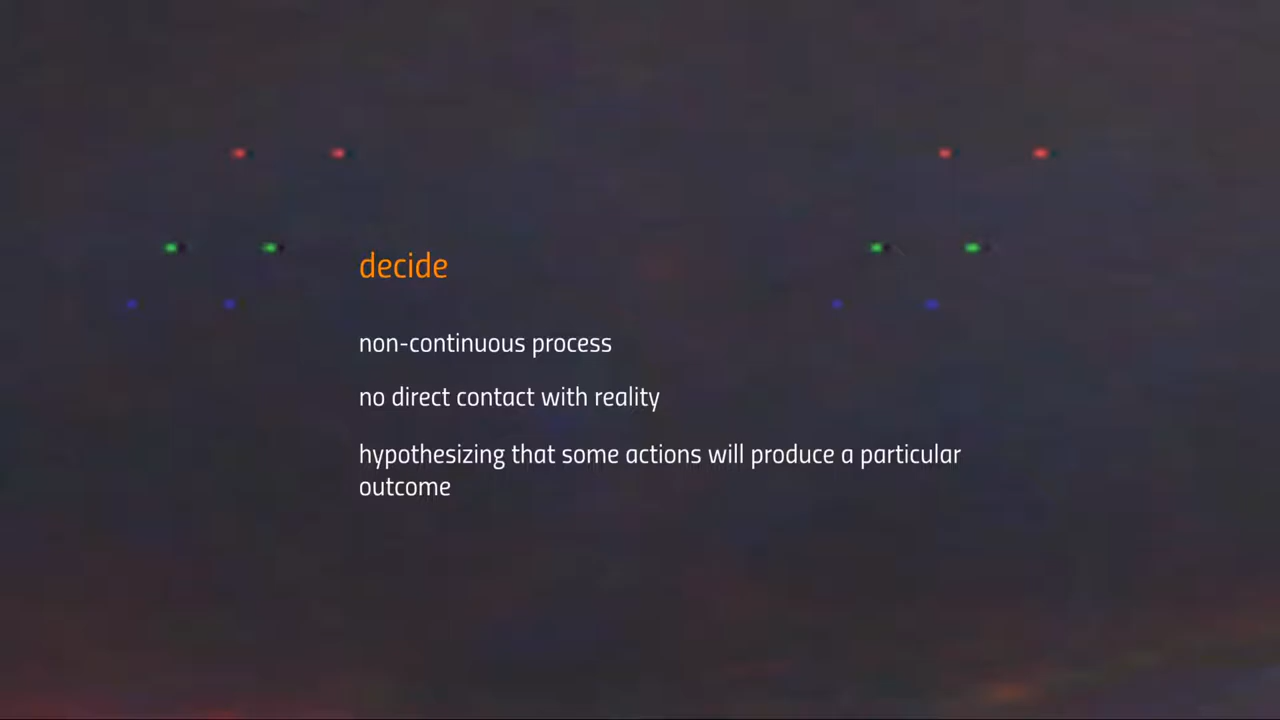 decide
non-continuous process
no direct contact with reality
hypothesizing that some actions will produce a particular
outcome